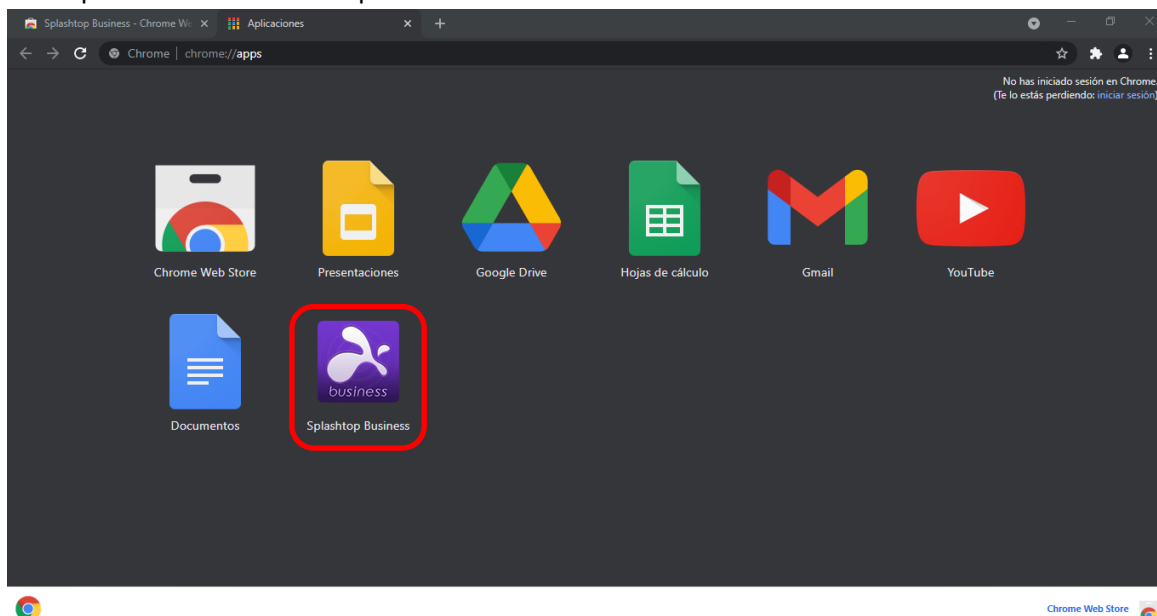 Splashtop Business - Chrome We
Aplicaciones
Chrome | chrome://apps
No has iniciado sesión en Chrome.
(Te lo estás perdiendo: iniciar sesión)
Chrome Web Store
Presentaciones
Google Drive
Hojas de cálculo
Gmail
YouTube
business
Documentos
Splashtop Business
Chrome Web Store